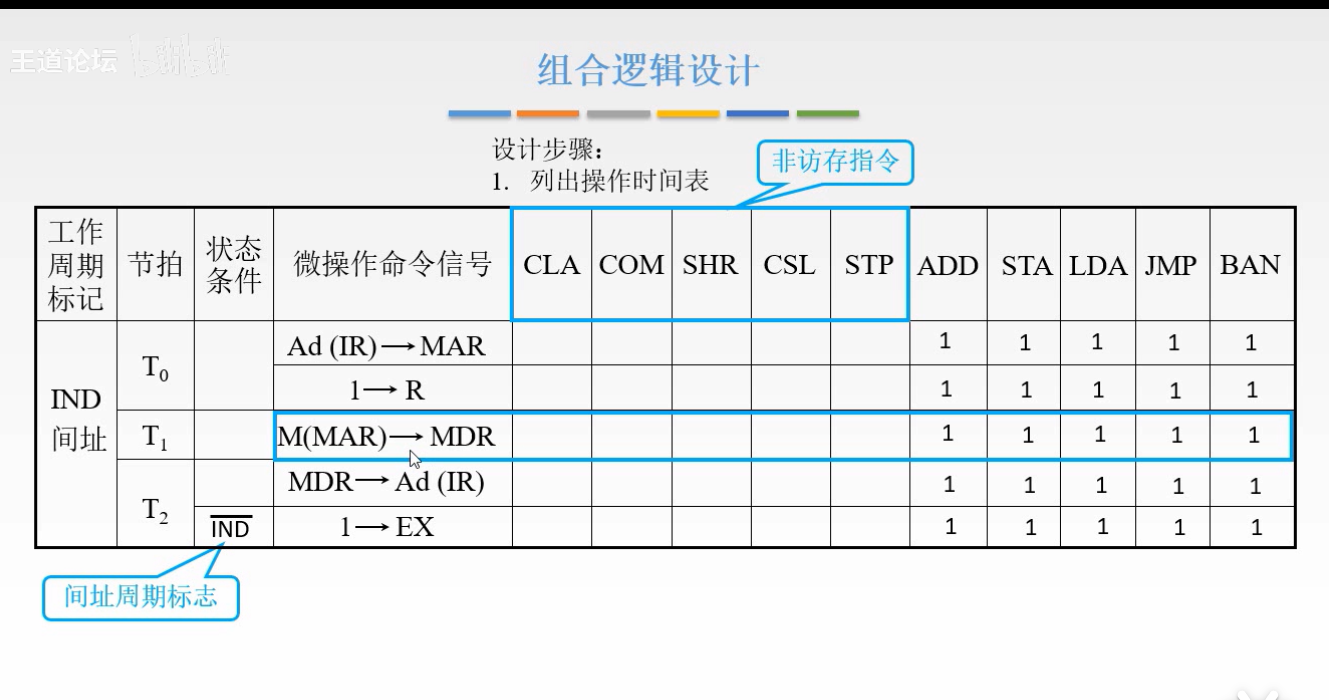 王道论坛
组合逻辑设计
设计步骤:
1. 列出操作时间表
非访存指令
工作周期标记 节拍 状态条件 微操作命令信号 CLA COM SHR CSL STP ADD STA LDA JMP BAN
IND 间址
T0 Ad (IR)→MAR 1 1 1 1 1
1→R 1 1 1 1 1
T1 M(MAR)→MDR 1 1 1 1 1
T2 MDR→Ad (IR) 1 1 1 1 1
I̅N̅D̅ 1→EX 1 1 1 1 1
间址周期标志